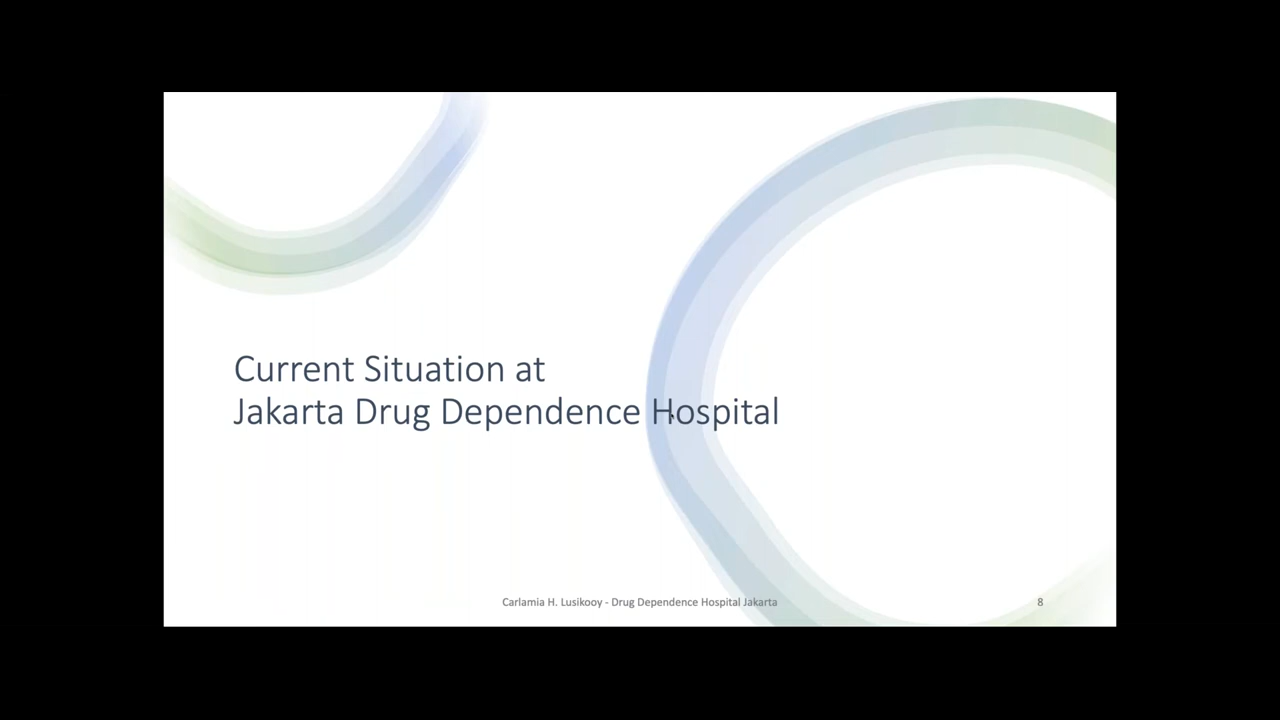 Current Situation at
Jakarta Drug Dependence Hospital
Carlamia H. Lusikooy - Drug Dependence Hospital Jakarta
8